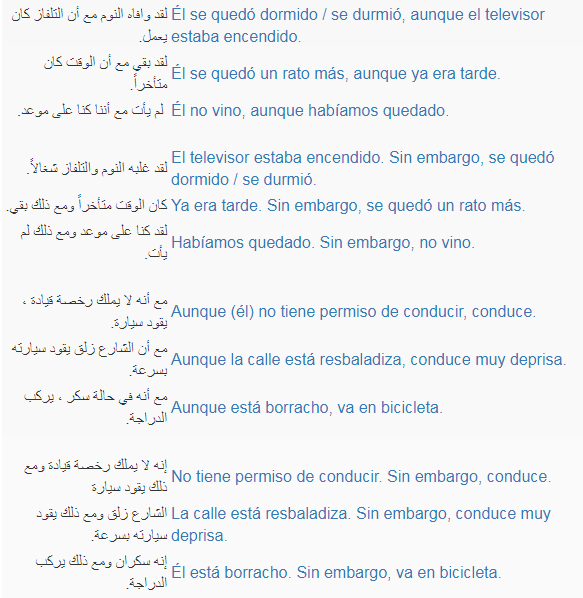 لقد وافاه النوم مع أن التلفاز كان
يعمل.
Él se quedó dormido / se durmió, aunque el televisor
estaba encendido.
لقد بقي مع أن الوقت كان
متأخراً.
Él se quedó un rato más, aunque ya era tarde.
لم يأت مع أننا كنا على موعد.
Él no vino, aunque habíamos quedado.
لقد غلبه النوم والتلفاز شغالاً.
El televisor estaba encendido. Sin embargo, se quedó
dormido / se durmió.
كان الوقت متأخراً ومع ذلك بقي.
Ya era tarde. Sin embargo, se quedó un rato más.
لقد كنا على موعد ومع ذلك لم
يأت.
Habíamos quedado. Sin embargo, no vino.
مع أنه لا يملك رخصة قيادة ،
يقود سيارة.
Aunque (él) no tiene permiso de conducir, conduce.
مع أن الشارع زلق يقود سيارته
بسرعة.
Aunque la calle está resbaladiza, conduce muy deprisa.
مع أنه في حالة سكر ، يركب
الدراجة.
Aunque está borracho, va en bicicleta.
إنه لا يملك رخصة قيادة ومع
ذلك يقود سيارة
No tiene permiso de conducir. Sin embargo, conduce.
الشارع زلق ومع ذلك يقود
سيارته بسرعة.
La calle está resbaladiza. Sin embargo, conduce muy
deprisa.
إنه سكران ومع ذلك يركب
الدراجة.
Él está borracho. Sin embargo, va en bicicleta.